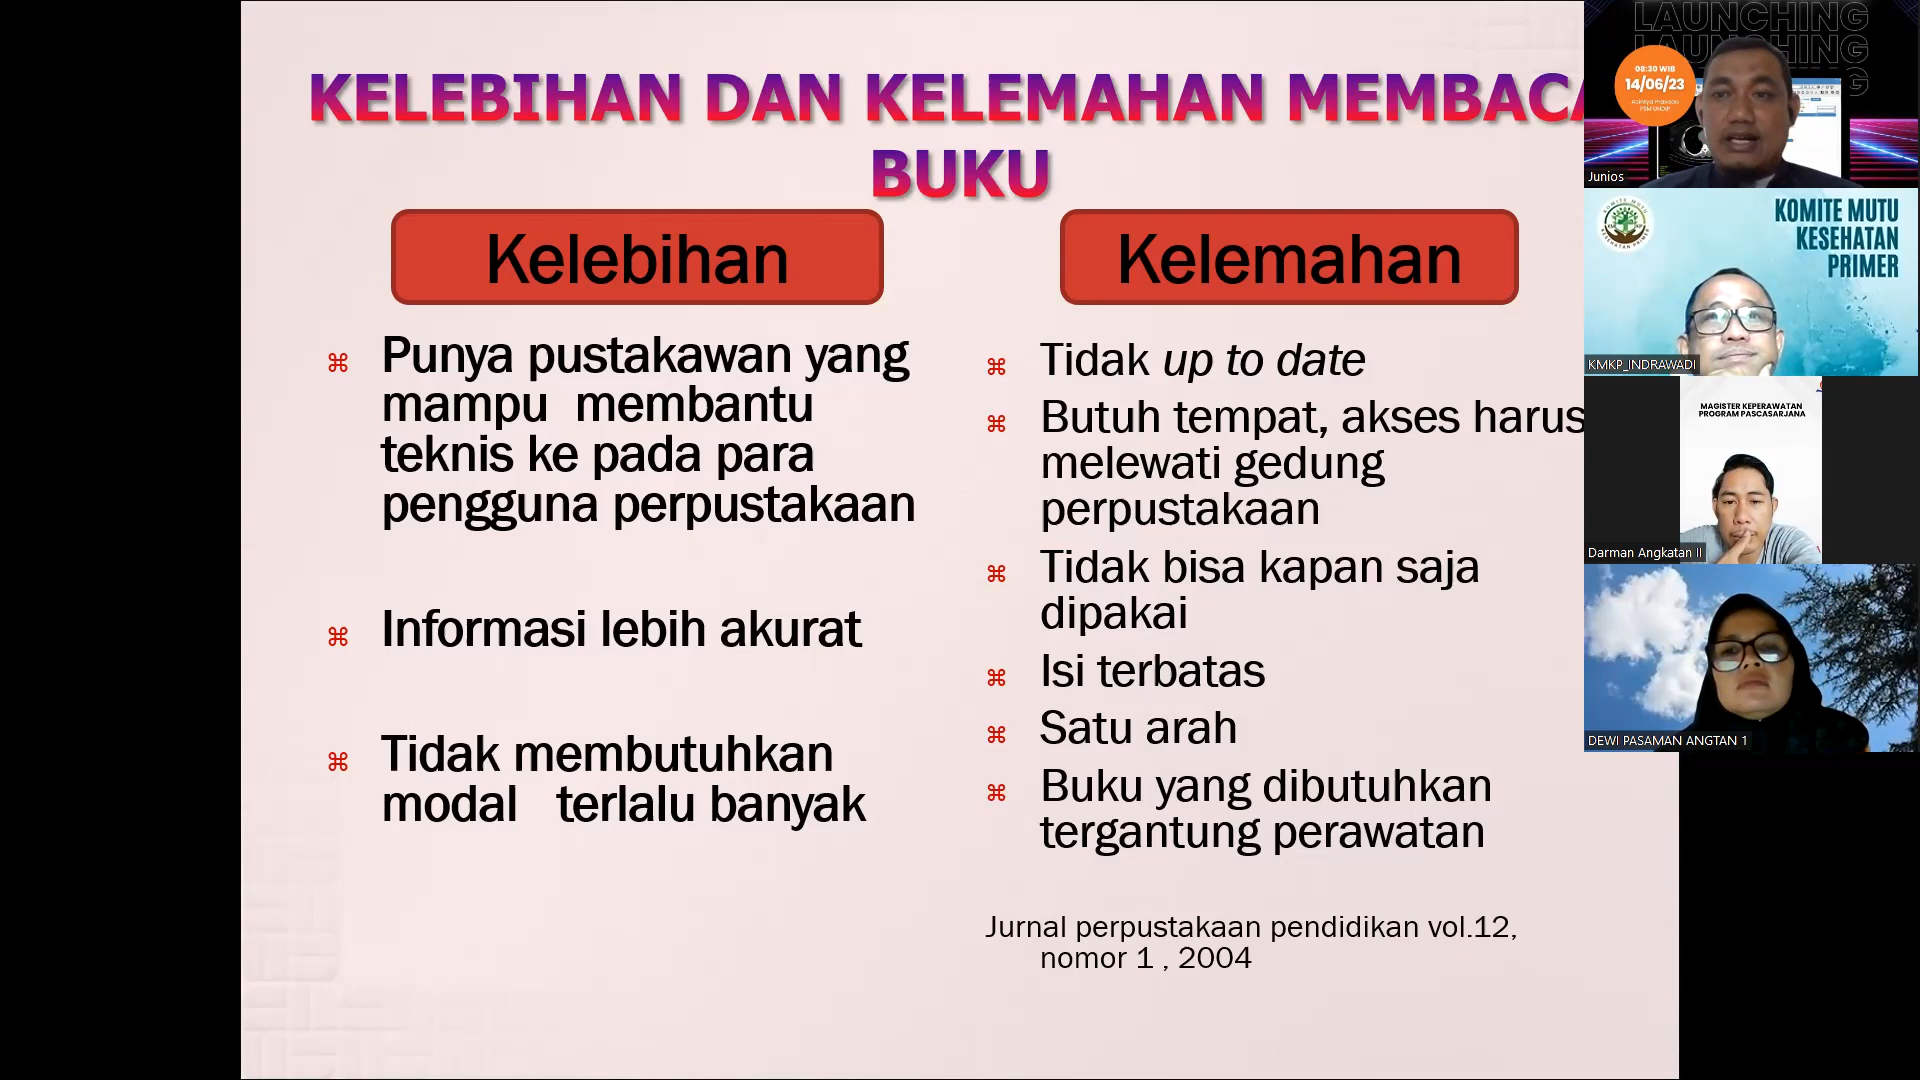 KELEBIHAN DAN KELEMAHAN MEMBACA
BUKU
Kelebihan
Punya pustakawan yang
mampu membantu
teknis ke pada para
pengguna perpustakaan
Informasi lebih akurat
Tidak membutuhkan
modal terlalu banyak
Kelemahan
Tidak up to date
Butuh tempat, akses harus
melewati gedung
perpustakaan
Tidak bisa kapan saja
dipakai
Isi terbatas
Satu arah
Buku yang dibutuhkan
tergantung perawatan
Jurnal perpustakaan pendidikan vol.12,
nomor 1 , 2004
LAUNCHING
08:30 WIB
14/06/23
Junios
KOMITE MUTU
KESEHATAN
PRIMER
KMKP_INDRAWADI
MAGISTER KEPERAWATAN
PROGRAM PASCASARJANA
Darman Angkatan II
DEWI PASAMAN ANGTAN 1